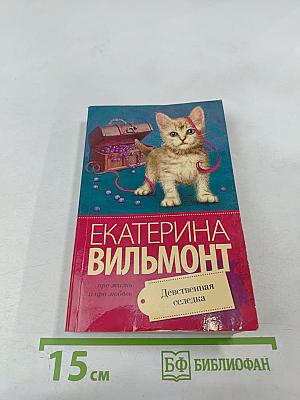 ЕКАТЕРИНА
ВИЛЬМОНТ
про жизнь
и про любовь
Девственная
селедка
15 см
БФ БИБЛИОФАН